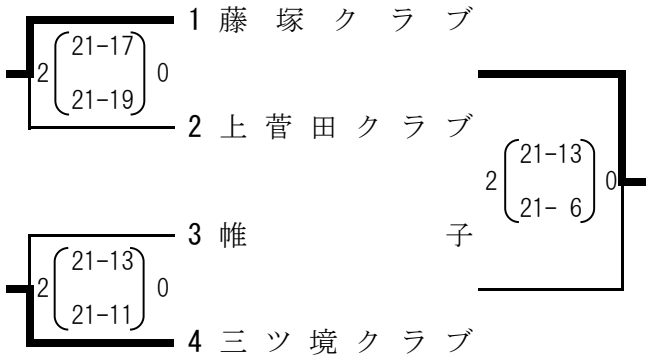 1 藤塚クラブ
2 ( 21-17 21-19 ) 0
2 上菅田クラブ
2 ( 21-13 21- 6 ) 0
3 帷子
2 ( 21-13 21-11 ) 0
4 三ツ境クラブ